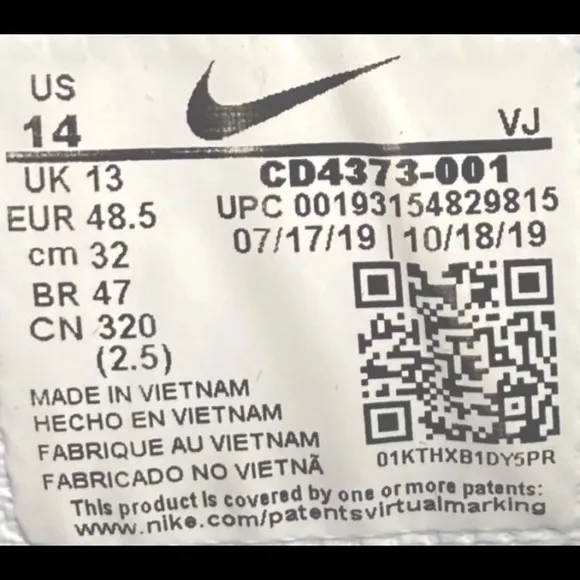 US
14
VJ
UK 13
EUR 48.5
cm 32
BR 47
CN 320
(2.5)
CD4373-001
UPC 00193154829815
07/17/19 | 10/18/19
01KTHXB1DY5PR
MADE IN VIETNAM
HECHO EN VIETNAM
FABRIQUE AU VIETNAM
FABRICADO NO VIETNÃ
This product is covered by one or more patents:
www.nike.com/patentsvirtualmarking